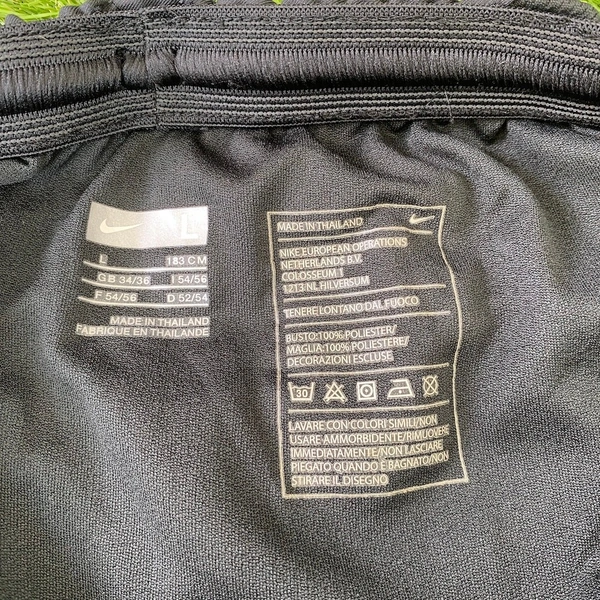 L
L 183 CM
GB 34/36 I 54/56
F 54/56 D 52/54
MADE IN THAILAND
FABRIQUE EN THAILANDE
MADE IN THAILAND
NIKE EUROPEAN OPERATIONS
NETHERLANDS B.V.
COLOSSEUM 1
1213 NL HILVERSUM
TENERE LONTANO DAL FUOCO
BUSTO:100% POLIESTER/
MAGLIA:100% POLIESTERE/
DECORAZIONI ESCLUSE.
30
LAVARE CON COLORI SIMILI/NON
USARE AMMORBIDENTE/RIMUOVERE
IMMEDIATAMENTE/NON LASCIARE
PIEGATO QUANDO È BAGNATO/NON
STIRARE IL DISEGNO